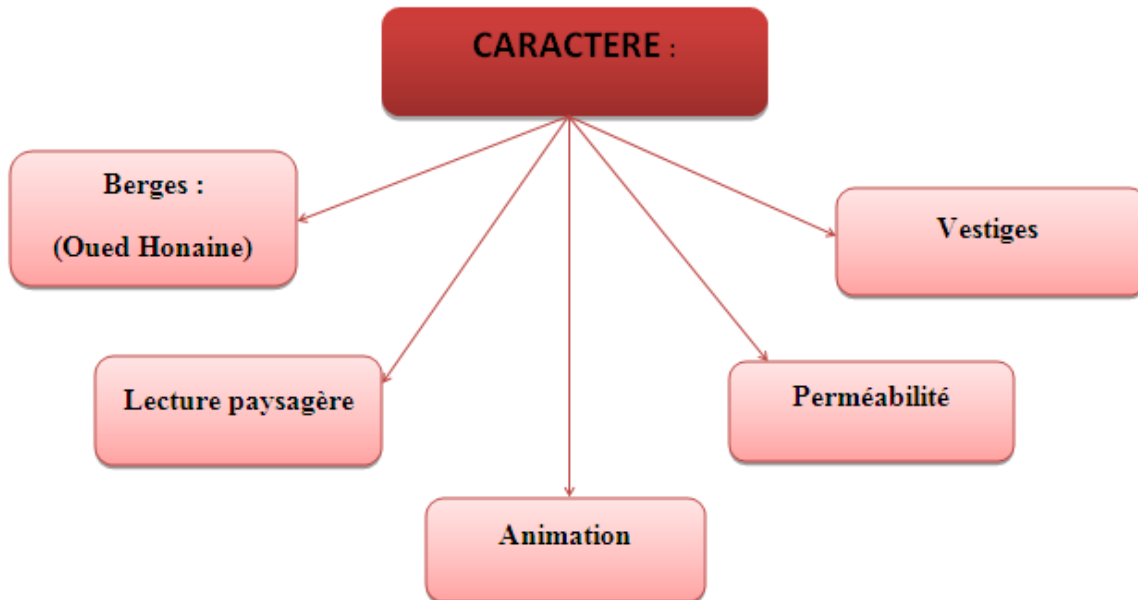 CARACTERE :
Berges :
(Oued Honaine)
Vestiges
Lecture paysagère
Perméabilité
Animation